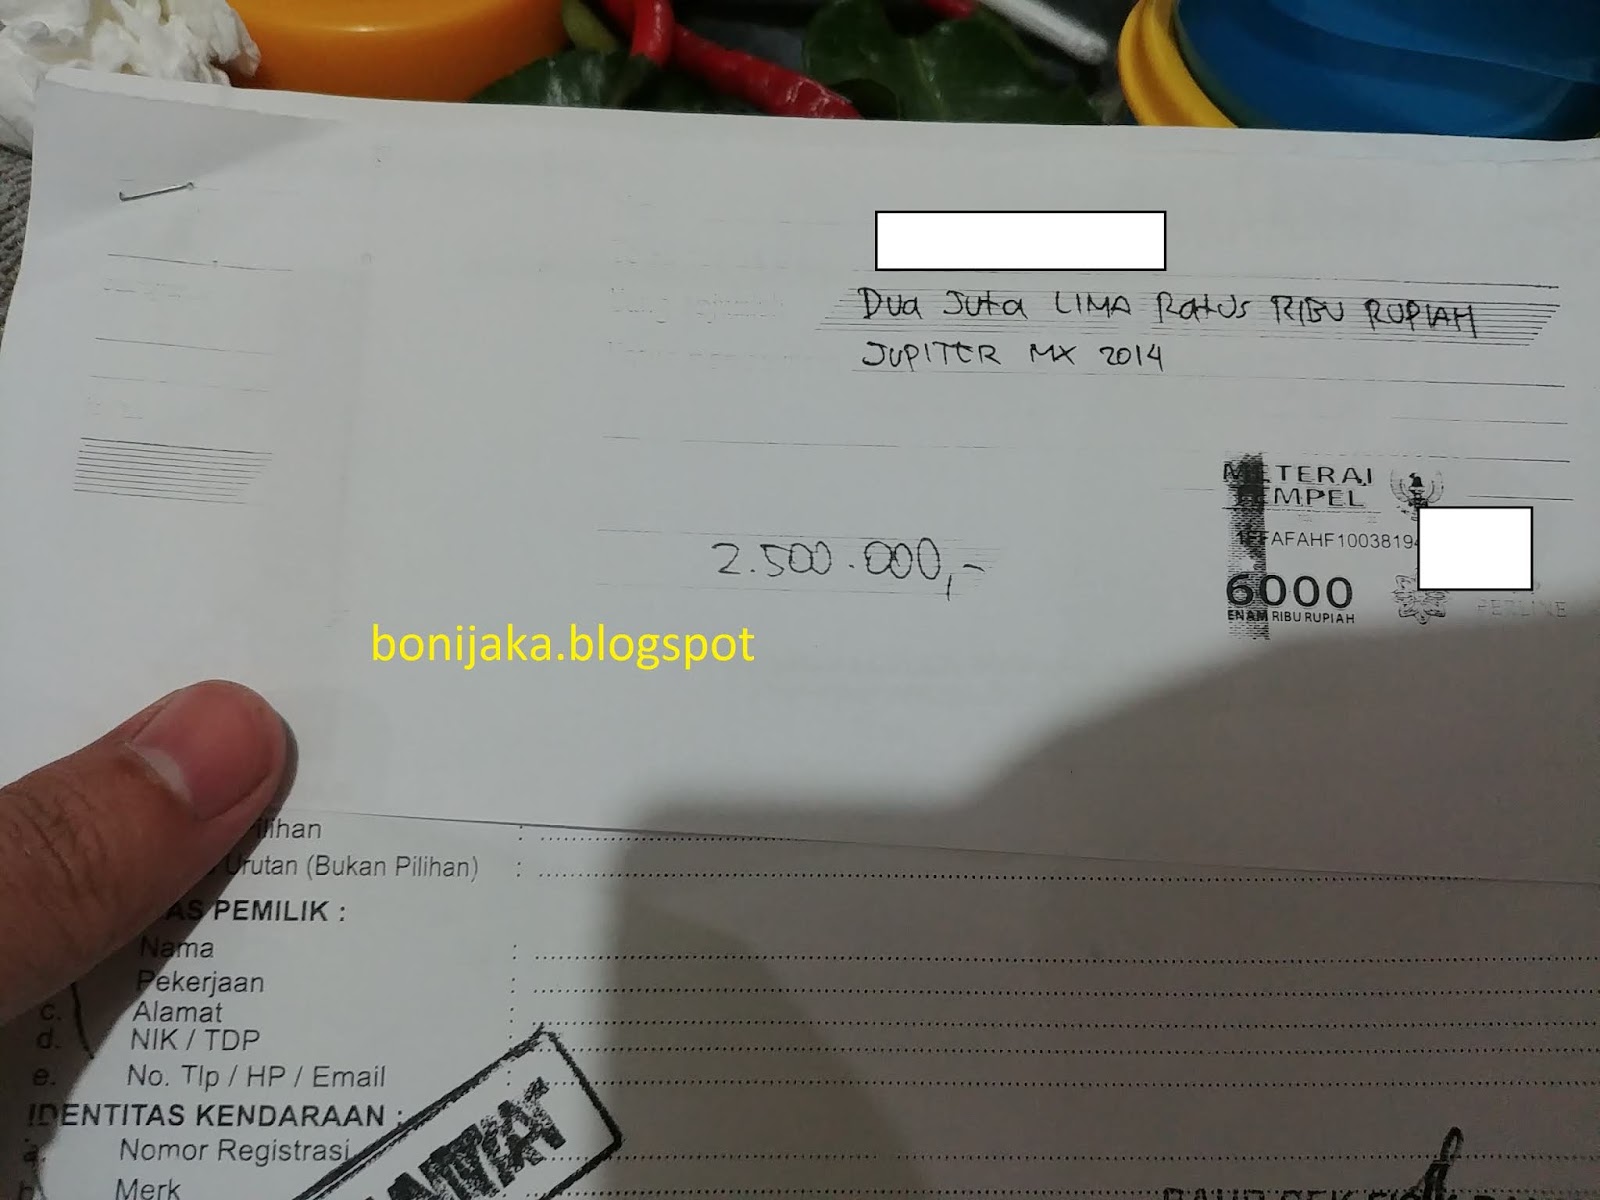 Dua Juta LIMA Ratus RIBU RUPIAH
JUPITER MX 2014
METERAI
TEMPEL
FAFAHF10038194
6000
ENAM RIBU RUPIAH
2.500.000,-
bonijaka.blogspot
ilihan :
Urutan (Bukan Pilihan) :
AS PEMILIK :
Nama :
Pekerjaan :
c. Alamat :
d. NIK / TDP :
e. No. Tlp / HP / Email :
IDENTITAS KENDARAAN :
a. Nomor Registrasi
b. Merk